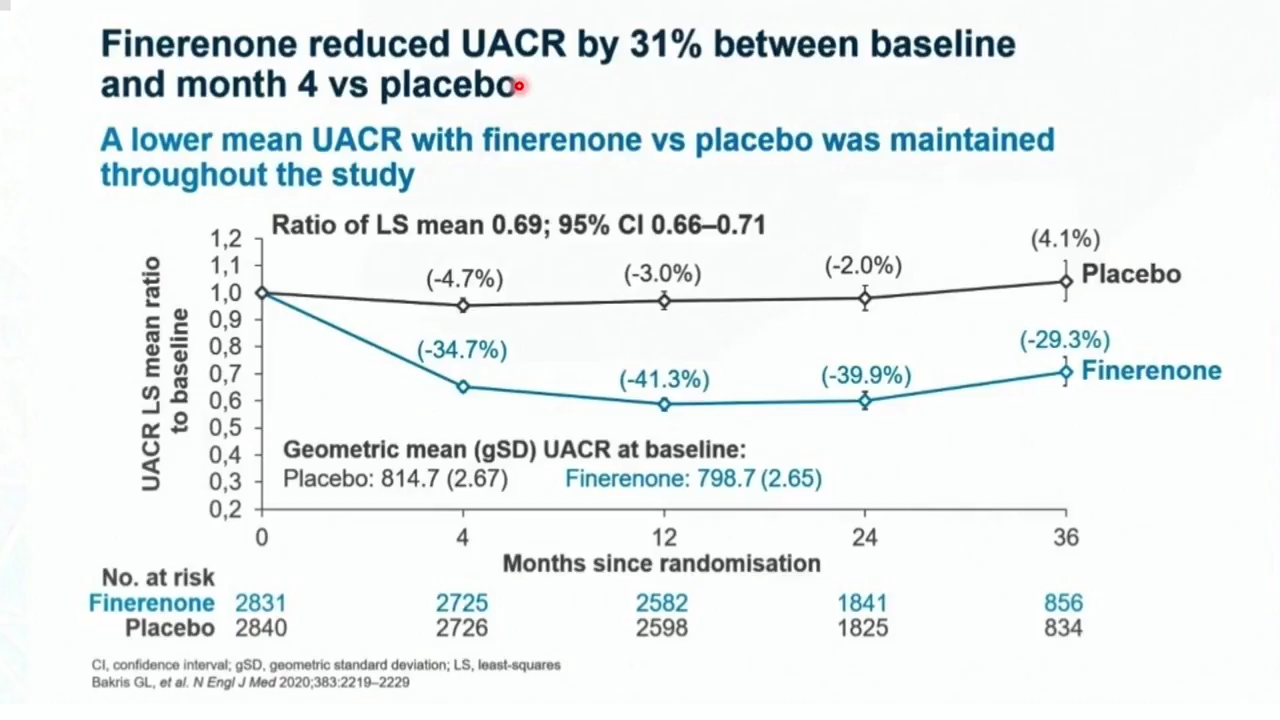 Finerenone reduced UACR by 31% between baseline
and month 4 vs placebo
A lower mean UACR with finerenone vs placebo was maintained
throughout the study
Ratio of LS mean 0.69; 95% CI 0.66–0.71
UACR LS mean ratio
to baseline
1,2
1,1
1,0
0,9
0,8
0,7
0,6
0,5
0,4
0,3
0,2
(-4.7%)
(-3.0%)
(-2.0%)
(4.1%)
Placebo
(-34.7%)
(-41.3%)
(-39.9%)
(-29.3%)
Finerenone
Geometric mean (gSD) UACR at baseline:
Placebo: 814.7 (2.67) Finerenone: 798.7 (2.65)
0 4 12 24 36
Months since randomisation
No. at risk
Finerenone 2831 2725 2582 1841 856
Placebo 2840 2726 2598 1825 834
CI, confidence interval; gSD, geometric standard deviation; LS, least-squares
Bakris GL, et al. N Engl J Med 2020;383:2219–2229